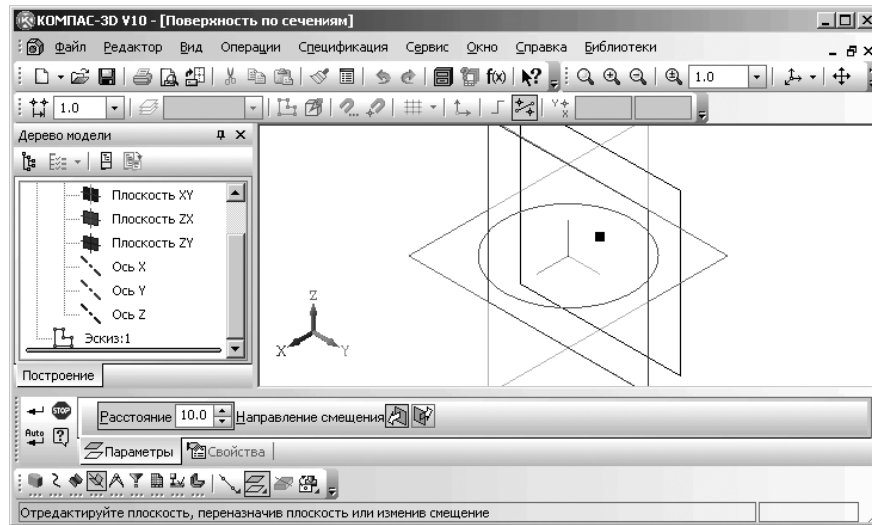 КОМПАС-3D V10 - [Поверхность по сечениям]
Файл Редактор Вид Операции Спецификация Сервис Окно Справка Библиотеки
1.0
1.0
Дерево модели
Плоскость XY
Плоскость ZX
Плоскость ZY
Ось X
Ось Y
Ось Z
Эскиз:1
Построение
Z
X
Y
STOP
Расстояние 10.0 Направление смещения
Auto
Параметры Свойства
Отредактируйте плоскость, переназначив плоскость или изменив смещение